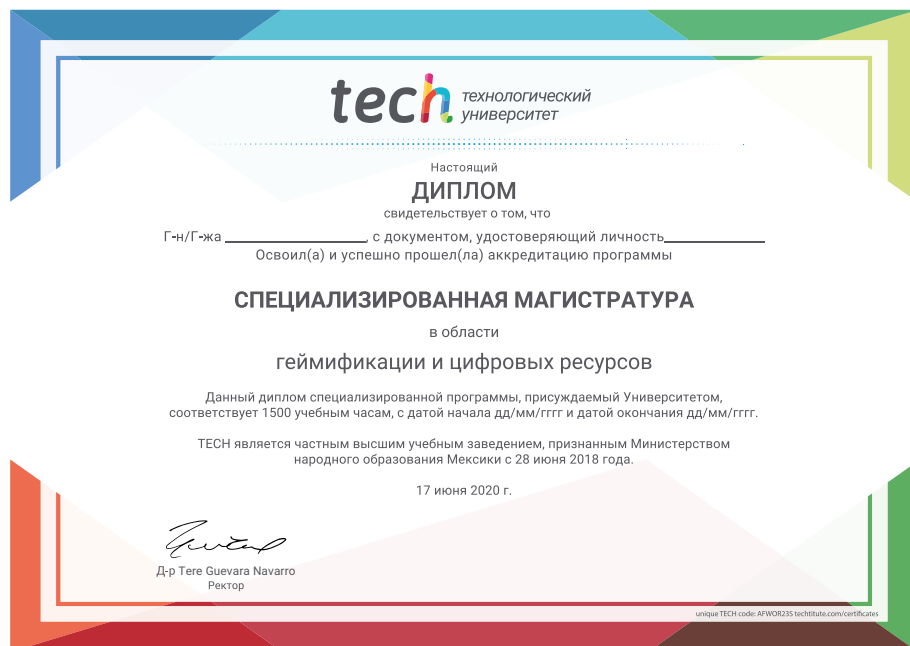 tech технологический
университет
Настоящий
ДИПЛОМ
свидетельствует о том, что
Г-н/Г-жа ____________, с документом, удостоверяющий личность____________
Освоил(а) и успешно прошел(ла) аккредитацию программы
СПЕЦИАЛИЗИРОВАННАЯ МАГИСТРАТУРА
в области
геймификации и цифровых ресурсов
Данный диплом специализированной программы, присуждаемый Университетом,
соответствует 1500 учебным часам, с датой начала дд/мм/гггг и датой окончания дд/мм/гггг.
TECH является частным высшим учебным заведением, признанным Министерством
народного образования Мексики с 28 июня 2018 года.
17 июня 2020 г.
Д-р Tere Guevara Navarro
Ректор
unique TECH code: AFWOR23S techtitute.com/certificates